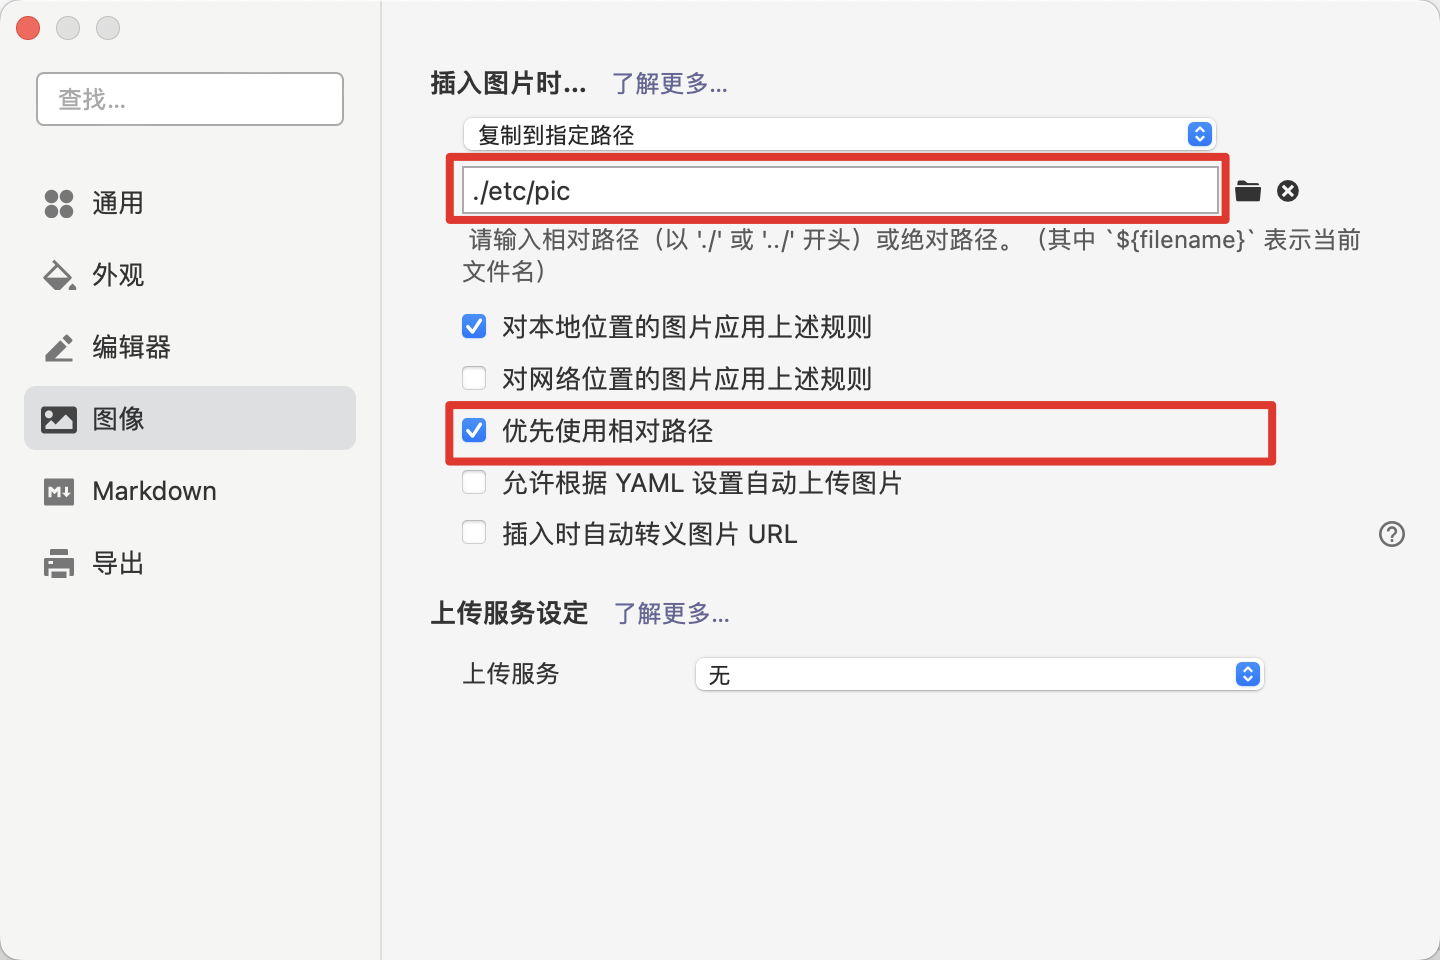 查找...
通用
外观
编辑器
图像
Markdown
导出
插入图片时... 了解更多...
复制到指定路径
./etc/pic
请输入相对路径（以 './' 或 '../' 开头）或绝对路径。（其中 `${filename}` 表示当前
文件名）
对本地位置的图片应用上述规则
对网络位置的图片应用上述规则
优先使用相对路径
允许根据 YAML 设置自动上传图片
插入时自动转义图片 URL
上传服务设定 了解更多...
上传服务 无